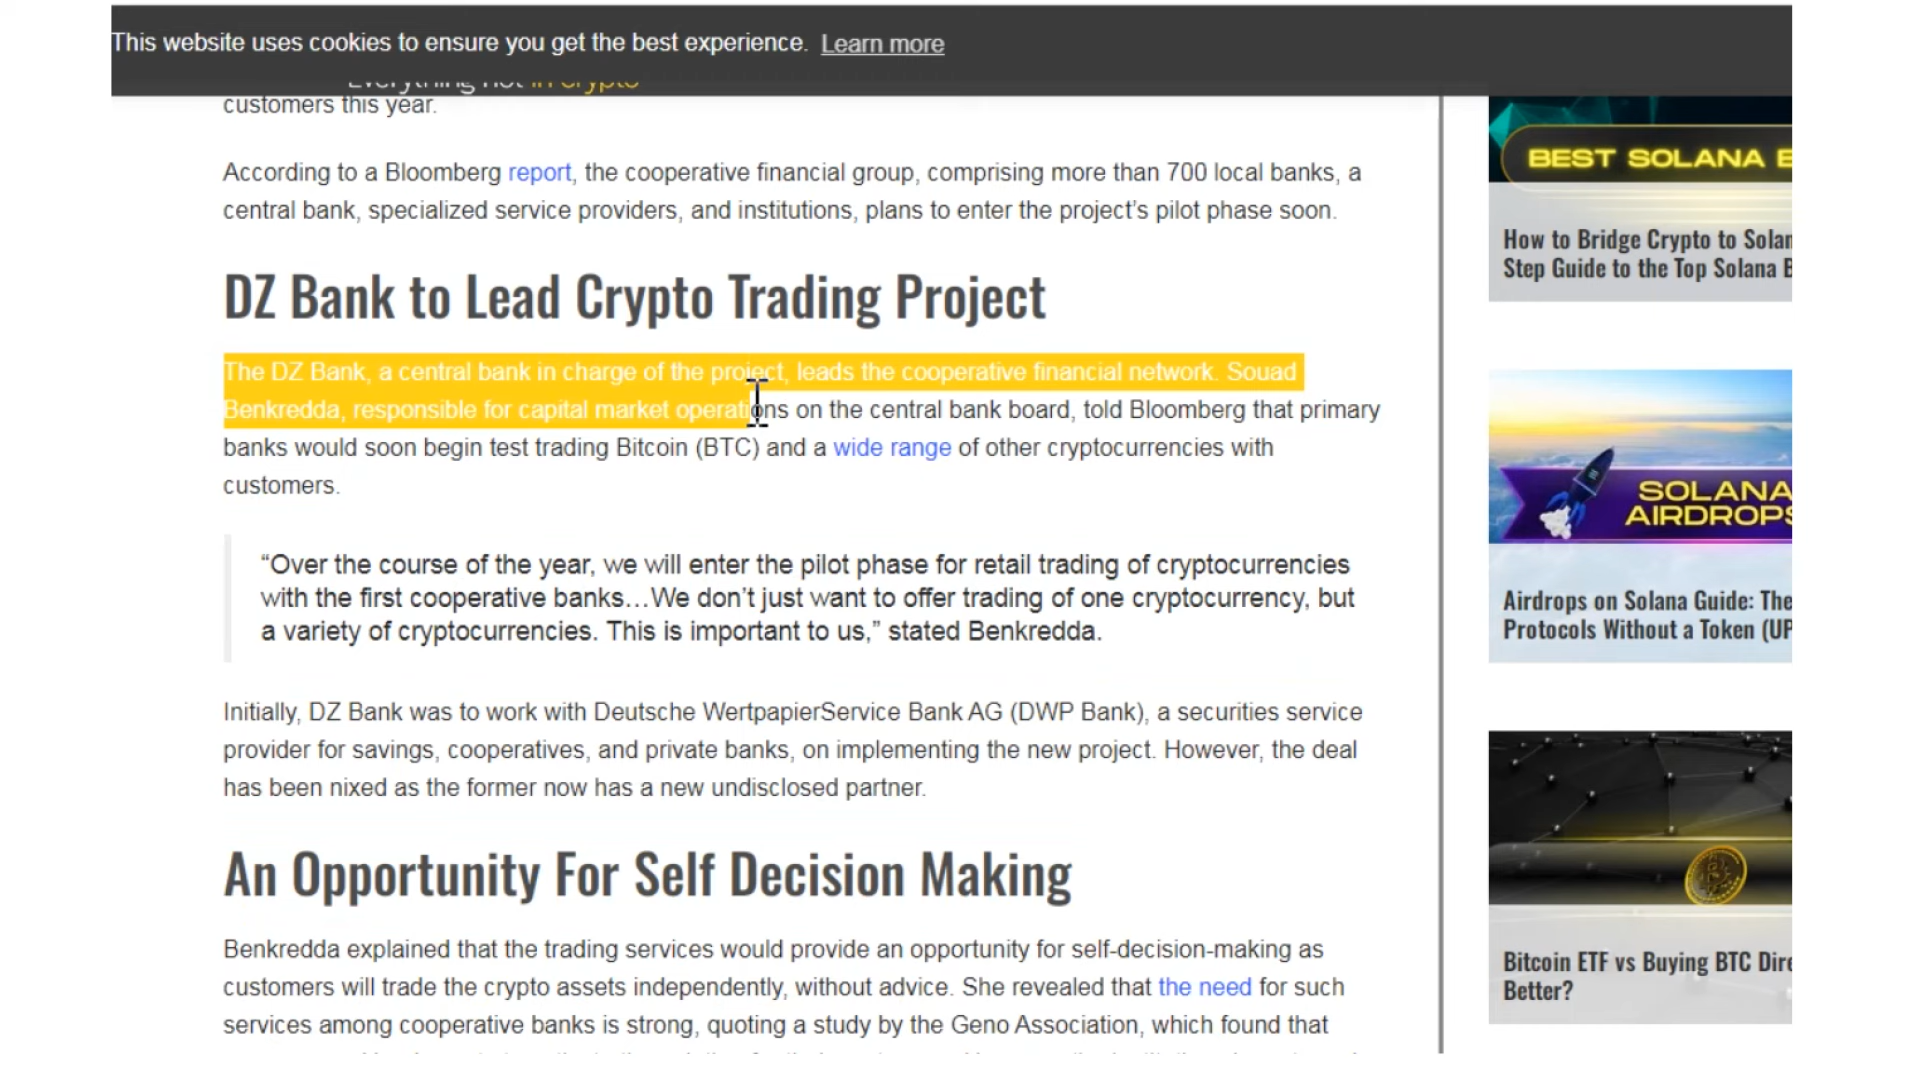 This website uses cookies to ensure you get the best experience. Learn more
Everything hot in crypto
customers this year.
According to a Bloomberg report, the cooperative financial group, comprising more than 700 local banks, a
central bank, specialized service providers, and institutions, plans to enter the project's pilot phase soon.
DZ Bank to Lead Crypto Trading Project
The DZ Bank, a central bank in charge of the project, leads the cooperative financial network. Souad
Benkredda, responsible for capital market operations on the central bank board, told Bloomberg that primary
banks would soon begin test trading Bitcoin (BTC) and a wide range of other cryptocurrencies with
customers.
“Over the course of the year, we will enter the pilot phase for retail trading of cryptocurrencies
with the first cooperative banks…We don’t just want to offer trading of one cryptocurrency, but
a variety of cryptocurrencies. This is important to us,” stated Benkredda.
Initially, DZ Bank was to work with Deutsche WertpapierService Bank AG (DWP Bank), a securities service
provider for savings, cooperatives, and private banks, on implementing the new project. However, the deal
has been nixed as the former now has a new undisclosed partner.
An Opportunity For Self Decision Making
Benkredda explained that the trading services would provide an opportunity for self-decision-making as
customers will trade the crypto assets independently, without advice. She revealed that the need for such
services among cooperative banks is strong, quoting a study by the Geno Association, which found that
BEST SOLANA
How to Bridge Crypto to Solan
Step Guide to the Top Solana B
SOLANA
AIRDROPS
Airdrops on Solana Guide: The
Protocols Without a Token (UP
Bitcoin ETF vs Buying BTC Dire
Better?